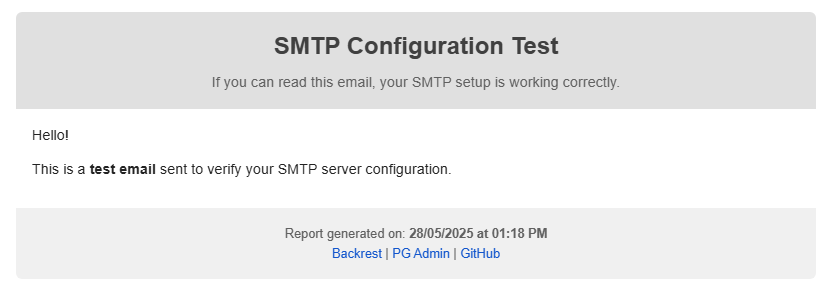 SMTP Configuration Test
If you can read this email, your SMTP setup is working correctly.
Hello!
This is a test email sent to verify your SMTP server configuration.
Report generated on: 28/05/2025 at 01:18 PM
Backrest | PG Admin | GitHub